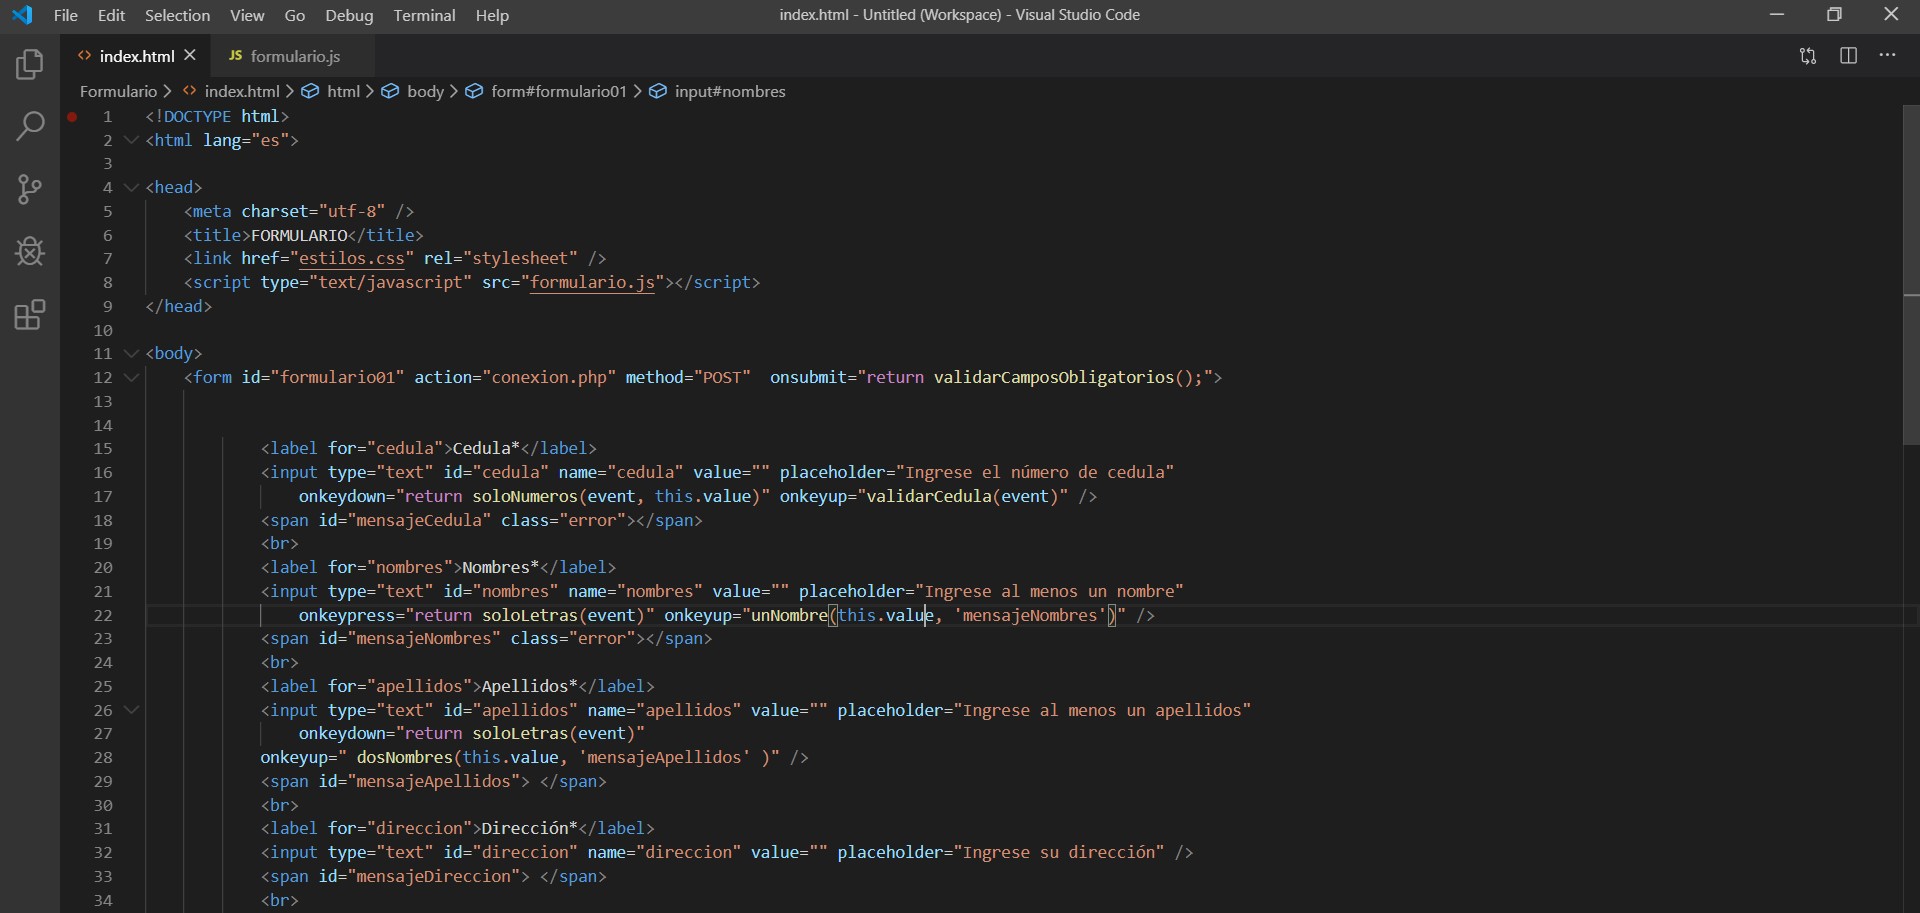 File Edit Selection View Go Debug Terminal Help index.html - Untitled (Workspace) - Visual Studio Code
index.html JS formulario.js
Formulario > index.html > html > body > form#formulario01 > input#nombres
1 <!DOCTYPE html>
2 <html lang="es">
3
4 <head>
5 <meta charset="utf-8" />
6 <title>FORMULARIO</title>
7 <link href="estilos.css" rel="stylesheet" />
8 <script type="text/javascript" src="formulario.js"></script>
9 </head>
10
11 <body>
12 <form id="formulario01" action="conexion.php" method="POST"  onsubmit="return validarCamposObligatorios();">
13
14
15 <label for="cedula">Cedula*</label>
16 <input type="text" id="cedula" name="cedula" value="" placeholder="Ingrese el número de cedula"
17 onkeydown="return soloNumeros(event, this.value)" onkeyup="validarCedula(event)" />
18 <span id="mensajeCedula" class="error"></span>
19 <br>
20 <label for="nombres">Nombres*</label>
21 <input type="text" id="nombres" name="nombres" value="" placeholder="Ingrese al menos un nombre"
22 onkeypress="return soloLetras(event)" onkeyup="unNombre(this.value, 'mensajeNombres')" />
23 <span id="mensajeNombres" class="error"></span>
24 <br>
25 <label for="apellidos">Apellidos*</label>
26 <input type="text" id="apellidos" name="apellidos" value="" placeholder="Ingrese al menos un apellidos"
27 onkeydown="return soloLetras(event)"
28 onkeyup=" dosNombres(this.value, 'mensajeApellidos' )" />
29 <span id="mensajeApellidos"> </span>
30 <br>
31 <label for="direccion">Dirección*</label>
32 <input type="text" id="direccion" name="direccion" value="" placeholder="Ingrese su dirección" />
33 <span id="mensajeDireccion"> </span>
34 <br>